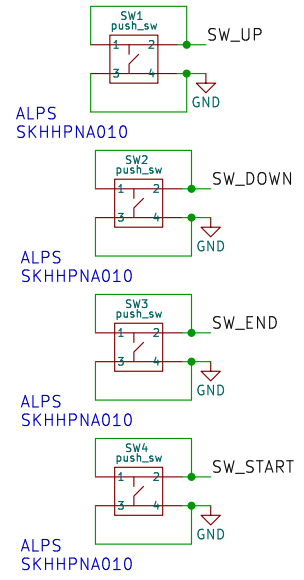 SW1
push_sw
SW_UP
1 2
3 4
GND
ALPS
SKHHPNA010
SW2
push_sw
SW_DOWN
1 2
3 4
GND
ALPS
SKHHPNA010
SW3
push_sw
SW_END
1 2
3 4
GND
ALPS
SKHHPNA010
SW4
push_sw
SW_START
1 2
3 4
GND
ALPS
SKHHPNA010